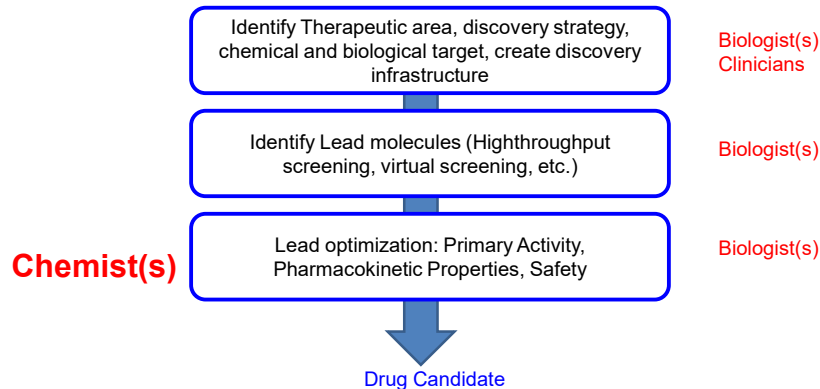 Identify Therapeutic area, discovery strategy,
chemical and biological target, create discovery
infrastructure
Biologist(s)
Clinicians
Identify Lead molecules (Highthroughput
screening, virtual screening, etc.)
Biologist(s)
Chemist(s)
Lead optimization: Primary Activity,
Pharmacokinetic Properties, Safety
Biologist(s)
Drug Candidate